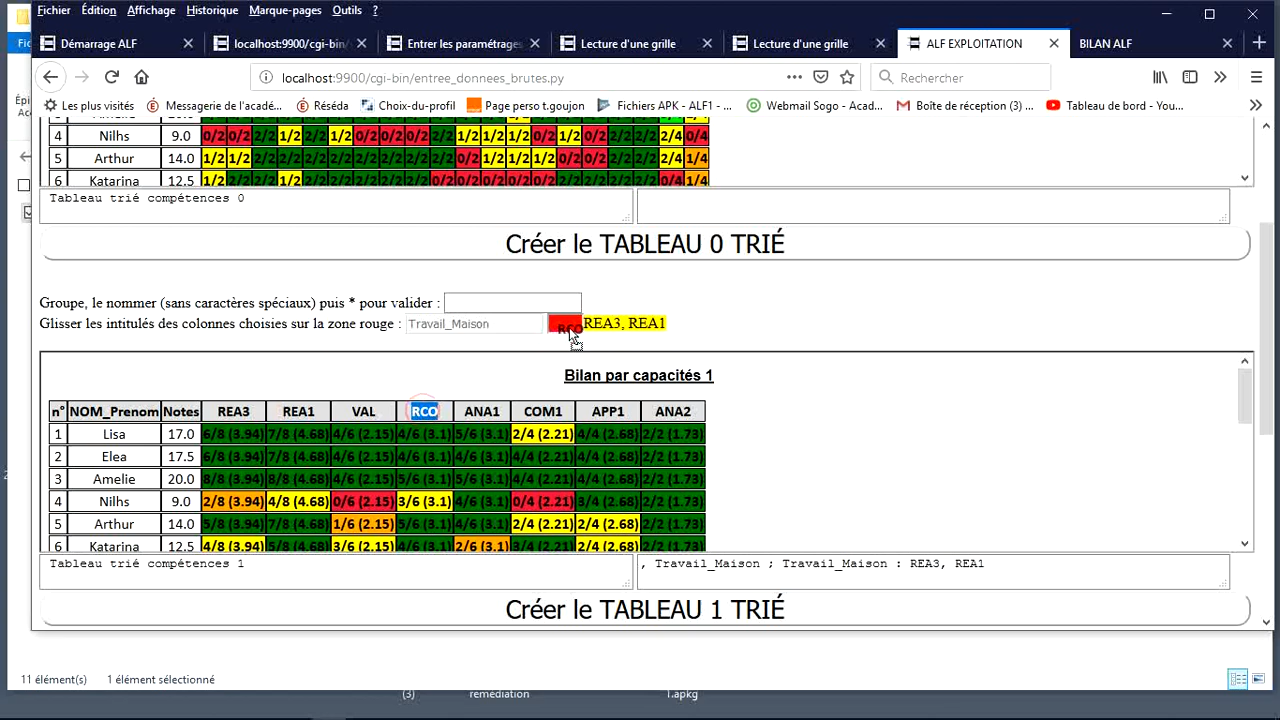 Fichier Édition Affichage Historique Marque-pages Outils ?
Démarrage ALF localhost:9900/cgi-bin/ Entrer les paramétrages Lecture d'une grille Lecture d'une grille ALF EXPLOITATION BILAN ALF
localhost:9900/cgi-bin/entree_donnees_brutes.py Rechercher
Les plus visités Messagerie de l'acadé... Réséda Choix-du-profil Page perso t.goujon Fichiers APK - ALF1 - ... Webmail Sogo - Acad... Boîte de réception (3) ... Tableau de bord - You...
4 Nilhs 9.0 0/2 0/2 2/2 1/2 2/2 1/2 0/2 0/2 0/2 2/2 1/2 1/2 1/2 0/2 1/2 0/2 2/2 2/2 2/4 0/4
5 Arthur 14.0 1/2 1/2 2/2 2/2 2/2 2/2 2/2 2/2 2/2 2/2 0/2 1/2 1/2 1/2 0/2 0/2 2/2 2/2 2/4 1/4
6 Katarina 12.5 1/2 2/2 2/2 1/2 2/2 2/2 2/2 2/2 2/2 0/2 0/2 0/2 0/2 0/2 2/2 2/2 2/2 2/2 0/4 1/4
Tableau trié compétences 0
Créer le TABLEAU 0 TRIÉ
Groupe, le nommer (sans caractères spéciaux) puis * pour valider :
Glisser les intitulés des colonnes choisies sur la zone rouge : Travail_Maison RCO REA3, REA1
Bilan par capacités 1
n° NOM_Prenom Notes REA3 REA1 VAL RCO ANA1 COM1 APP1 ANA2
1 Lisa 17.0 6/8 (3.94) 7/8 (4.68) 4/6 (2.15) 4/6 (3.1) 5/6 (3.1) 2/4 (2.21) 4/4 (2.68) 2/2 (1.73)
2 Elea 17.5 8/8 (3.94) 8/8 (4.68) 4/6 (2.15) 4/6 (3.1) 4/6 (3.1) 4/4 (2.21) 4/4 (2.68) 2/2 (1.73)
3 Amelie 20.0 8/8 (3.94) 8/8 (4.68) 6/6 (2.15) 6/6 (3.1) 6/6 (3.1) 4/4 (2.21) 4/4 (2.68) 2/2 (1.73)
4 Nilhs 9.0 2/8 (3.94) 4/8 (4.68) 0/6 (2.15) 3/6 (3.1) 4/6 (3.1) 0/4 (2.21) 3/4 (2.68) 2/2 (1.73)
5 Arthur 14.0 5/8 (3.94) 7/8 (4.68) 1/6 (2.15) 5/6 (3.1) 6/6 (3.1) 2/4 (2.21) 2/4 (2.68) 2/2 (1.73)
6 Katarina 12.5 4/8 (3.94) 5/8 (4.68) 3/6 (2.15) 4/6 (3.1) 2/6 (3.1) 3/4 (2.21) 2/4 (2.68) 2/2 (1.73)
Tableau trié compétences 1 , Travail_Maison ; Travail_Maison : REA3, REA1
Créer le TABLEAU 1 TRIÉ
11 élément(s) 1 élément sélectionné
(3) remediation 1.apkg